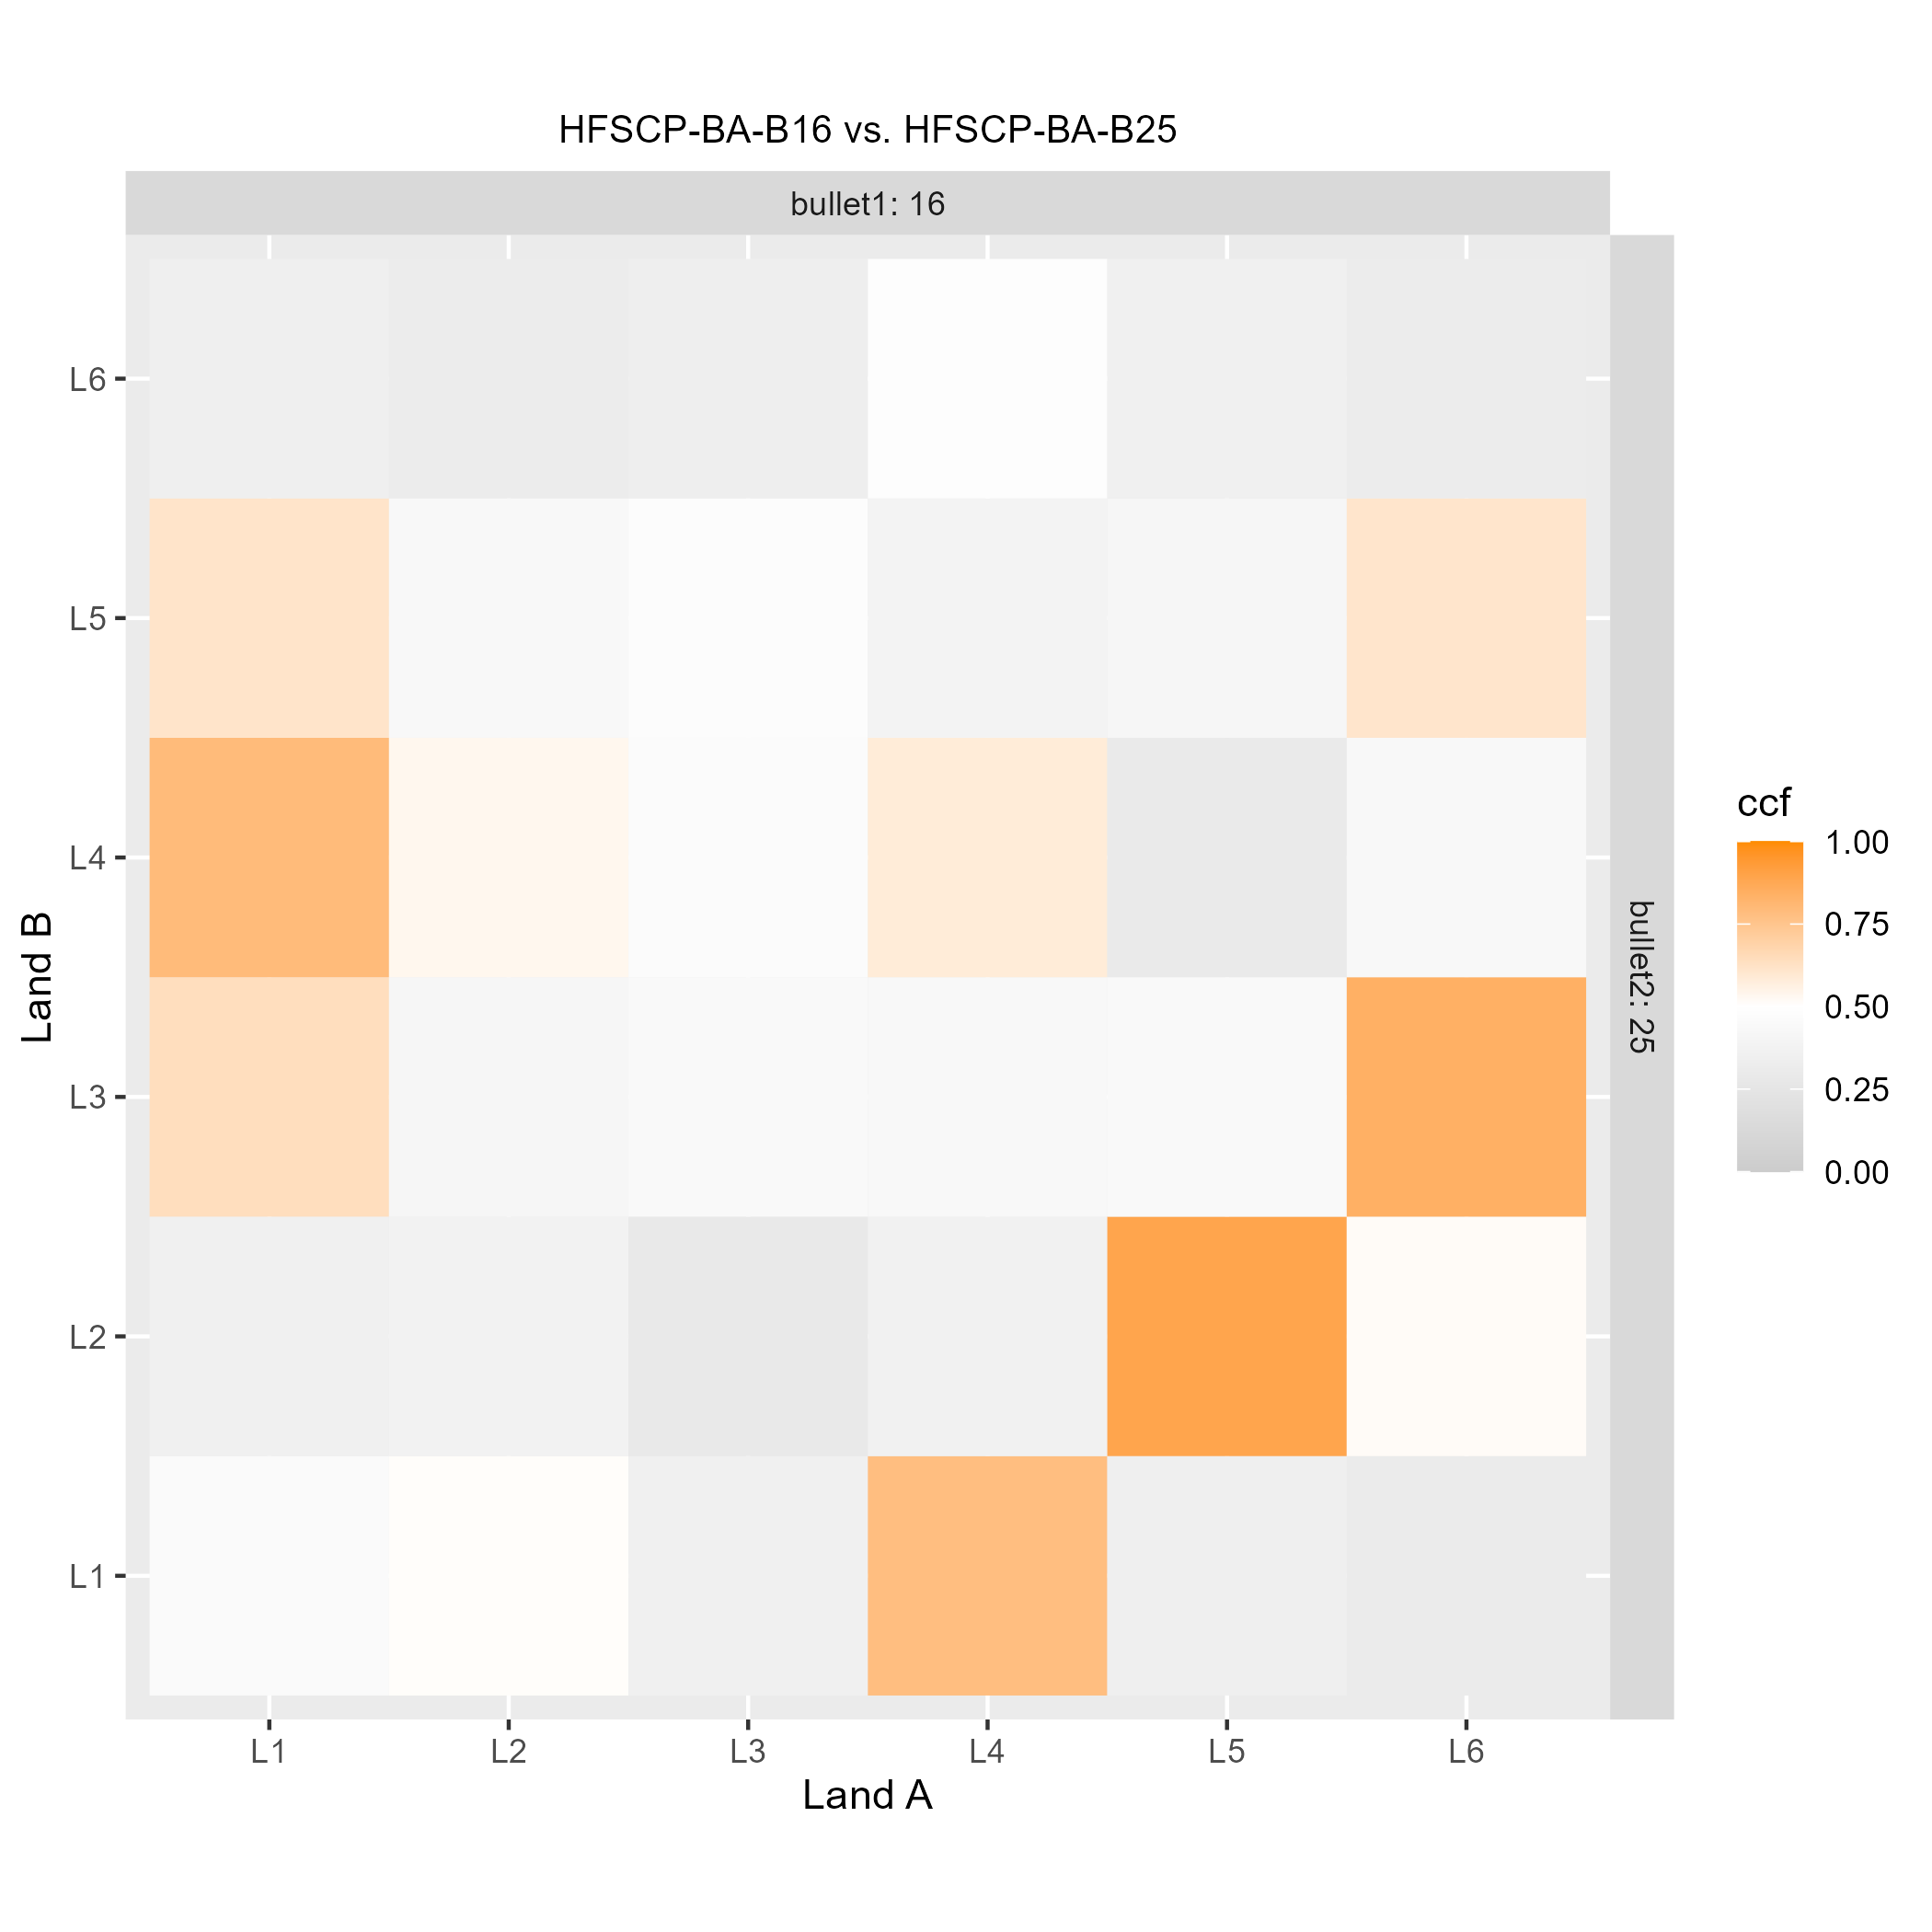 HFSCP-BA-B16 vs. HFSCP-BA-B25
bullet1: 16
L6
L5
L4
L3
L2
L1
Land B
bullet2: 25
L1 L2 L3 L4 L5 L6
Land A
ccf
1.00
0.75
0.50
0.25
0.00